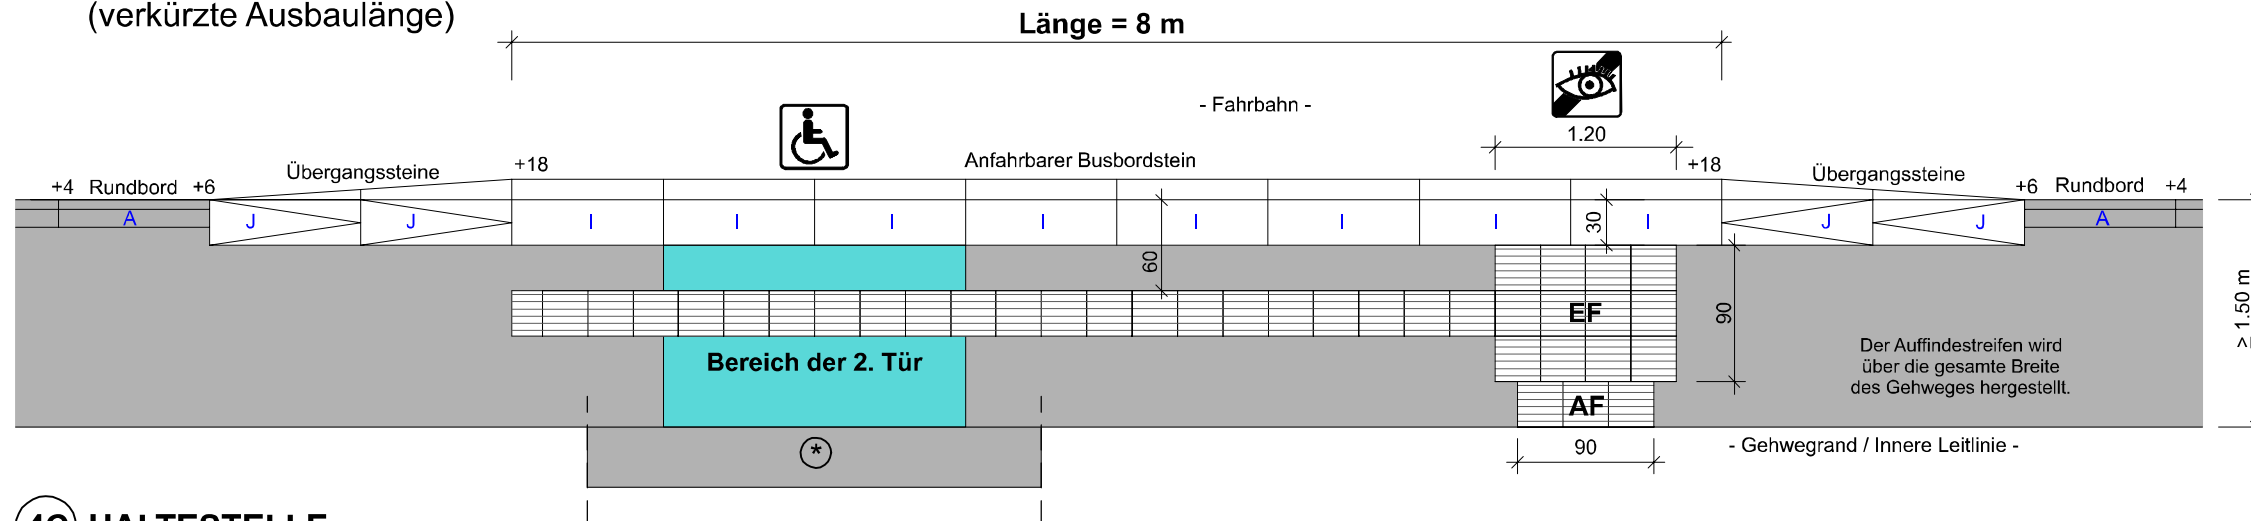 (verkürzte Ausbaulänge)
Länge = 8 m
- Fahrbahn -
1.20
+18
Anfahrbarer Busbordstein
+18
Übergangssteine
Übergangssteine
+4 Rundbord +6
+6 Rundbord +4
A J J I I I I I I I I J J A
30
60
90
EF
≥ 1.50 m
Bereich der 2. Tür
Der Auffindestreifen wird
über die gesamte Breite
des Gehweges hergestellt.
AF
*
90
- Gehwegrand / Innere Leitlinie -
HALTESTELLE